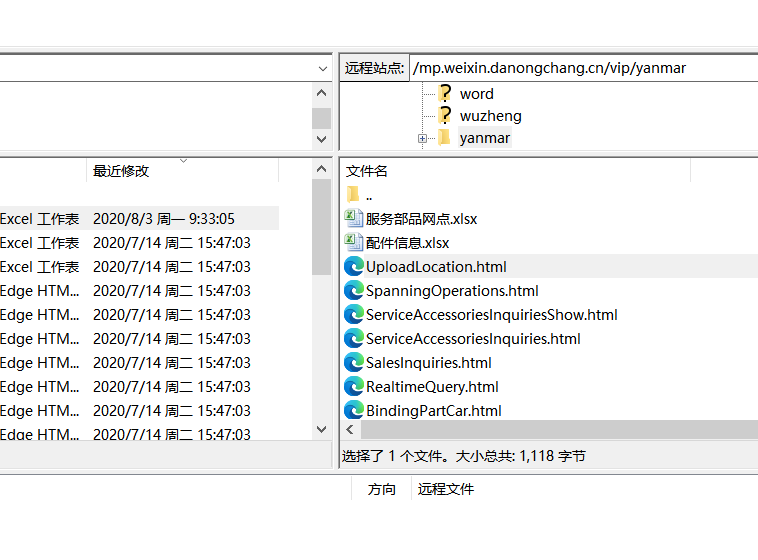 远程站点: /mp.weixin.danongchang.cn/vip/yanmar
word
wuzheng
yanmar
最近修改
Excel 工作表 2020/8/3 周一 9:33:05
Excel 工作表 2020/7/14 周二 15:47:03
Excel 工作表 2020/7/14 周二 15:47:03
Edge HTM... 2020/7/14 周二 15:47:03
Edge HTM... 2020/7/14 周二 15:47:03
Edge HTM... 2020/7/14 周二 15:47:03
Edge HTM... 2020/7/14 周二 15:47:03
Edge HTM... 2020/7/14 周二 15:47:03
Edge HTM... 2020/7/14 周二 15:47:03
Edge HTM... 2020/7/14 周二 15:47:03
文件名
..
服务部品网点.xlsx
配件信息.xlsx
UploadLocation.html
SpanningOperations.html
ServiceAccessoriesInquiriesShow.html
ServiceAccessoriesInquiries.html
SalesInquiries.html
RealtimeQuery.html
BindingPartCar.html
选择了 1 个文件。大小总共: 1,118 字节
方向 远程文件